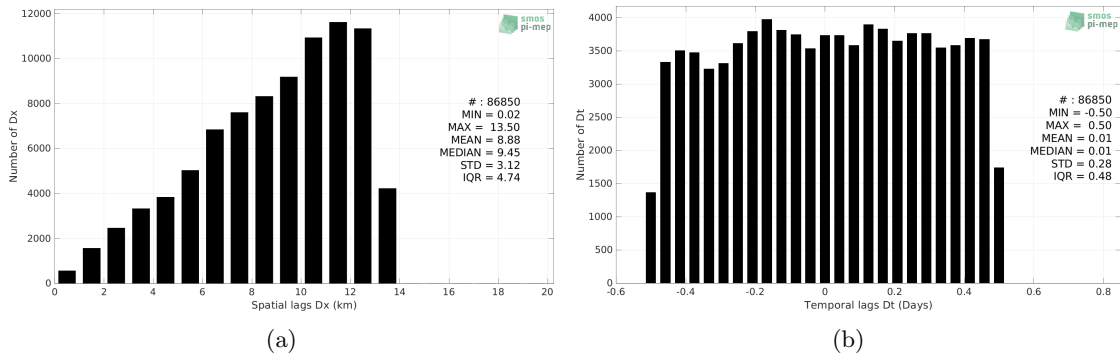 12000
10000
8000
6000
4000
2000
0
Number of Dx
0 2 4 6 8 10 12 14 16 18 20
Spatial lags Dx (km)
smos
pi-mep
# : 86850
MIN = 0.02
MAX = 13.50
MEAN = 8.88
MEDIAN = 9.45
STD = 3.12
IQR = 4.74
(a)
4000
3500
3000
2500
2000
1500
1000
500
0
Number of Dt
-0.6 -0.4 -0.2 0 0.2 0.4 0.6 0.8
Temporal lags Dt (Days)
smos
pi-mep
# : 86850
MIN = -0.50
MAX = 0.50
MEAN = 0.01
MEDIAN = 0.01
STD = 0.28
IQR = 0.48
(b)